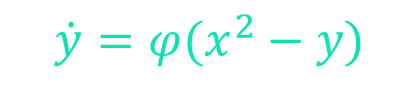 ẏ = φ(x² − y)